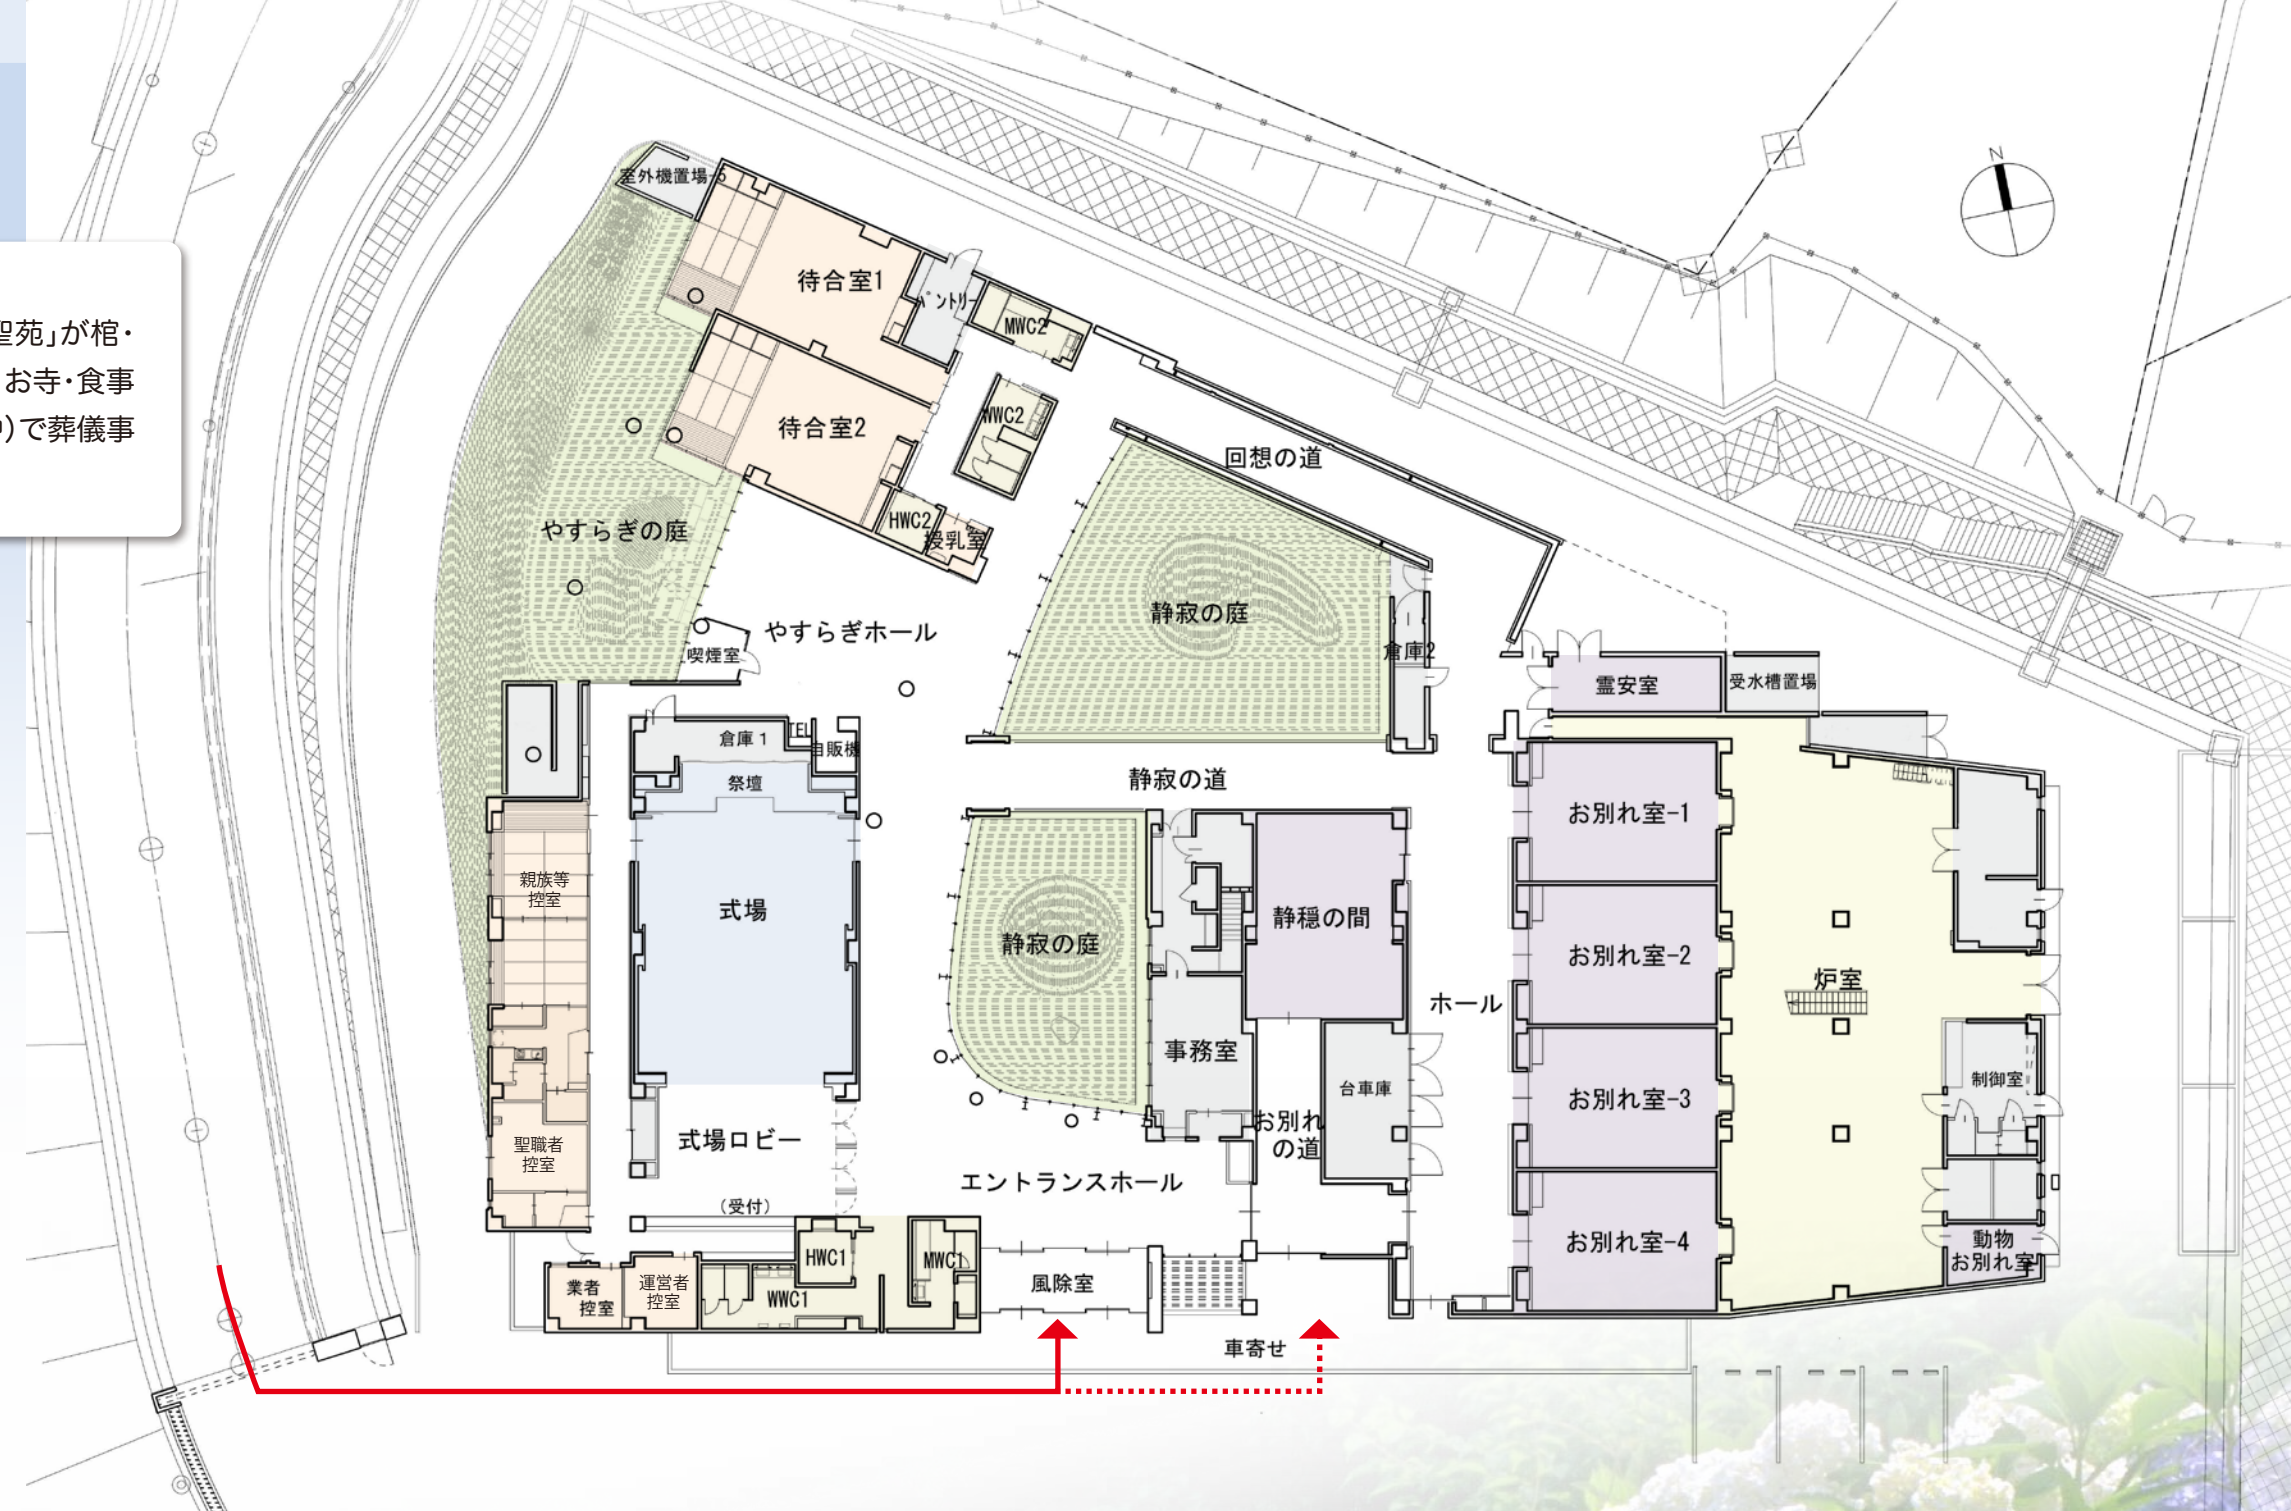 聖苑」が棺・
お寺・食事
)で葬儀事
N
室外機置場-5
待合室1
パントリー
MWC2
待合室2
WWC2
回想の道
HWC2
授乳室
やすらぎの庭
静寂の庭
やすらぎホール
喫煙室
倉庫2
霊安室
受水槽置場
倉庫1
TEL
自販機
祭壇
静寂の道
お別れ室-1
親族等
控室
式場
静寂の庭
静穏の間
お別れ室-2
炉室
ホール
事務室
台車庫
お別れ室-3
制御室
お別れ
の道
聖職者
控室
式場ロビー
エントランスホール
(受付)
お別れ室-4
動物
お別れ室
HWC1
MWC1
業者
控室
運営者
控室
WWC1
風除室
車寄せ